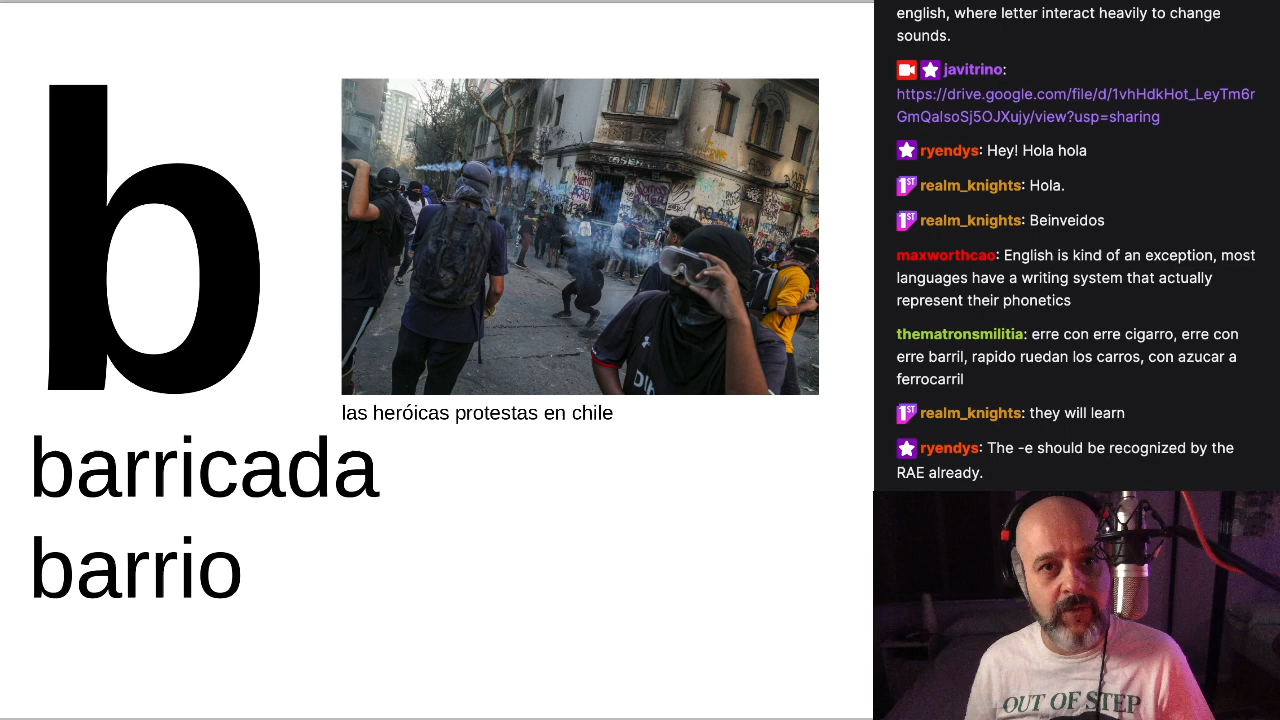 b
las heróicas protestas en chile
barricada
barrio
english, where letter interact heavily to change
sounds.
javitrino:
https://drive.google.com/file/d/1vhHdkHot_LeyTm6r
GmQalsoSj5OJXujy/view?usp=sharing
ryendys: Hey! Hola hola
1ST realm_knights: Hola.
1ST realm_knights: Beinveidos
maxworthcao: English is kind of an exception, most
languages have a writing system that actually
represent their phonetics
thematronsmilitia: erre con erre cigarro, erre con
erre barril, rapido ruedan los carros, con azucar a
ferrocarril
1ST realm_knights: they will learn
ryendys: The -e should be recognized by the
RAE already.
OUT OF STEP